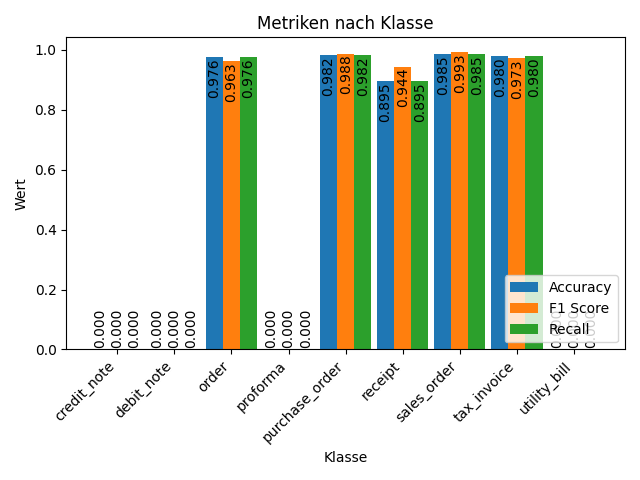 Metriken nach Klasse
Wert
1.0
0.8
0.6
0.4
0.2
0.0
0.000
0.000
0.000
0.000
0.000
0.000
0.976
0.963
0.976
0.000
0.000
0.000
0.982
0.988
0.982
0.895
0.944
0.895
0.985
0.993
0.985
0.980
0.973
0.980
Accuracy
F1 Score
Recall
credit_note
debit_note
order
proforma
purchase_order
receipt
sales_order
tax_invoice
utility_bill
Klasse